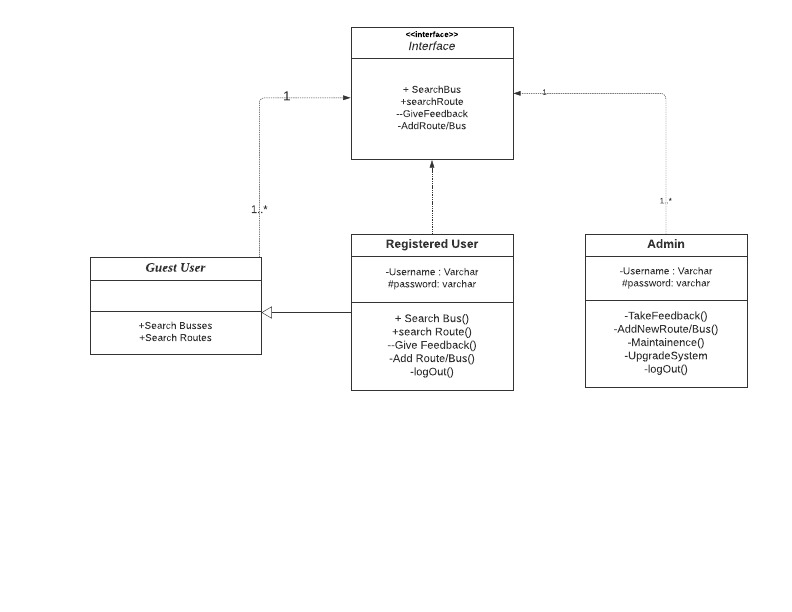 <<interface>>
Interface
+ SearchBus
+searchRoute
--GiveFeedback
-AddRoute/Bus
1
1
1..*
1..*
Guest User
+Search Busses
+Search Routes
Registered User
-Username : Varchar
#password: varchar
+ Search Bus()
+search Route()
--Give Feedback()
-Add Route/Bus()
-logOut()
Admin
-Username : Varchar
#password: varchar
-TakeFeedback()
-AddNewRoute/Bus()
-Maintainence()
-UpgradeSystem
-logOut()